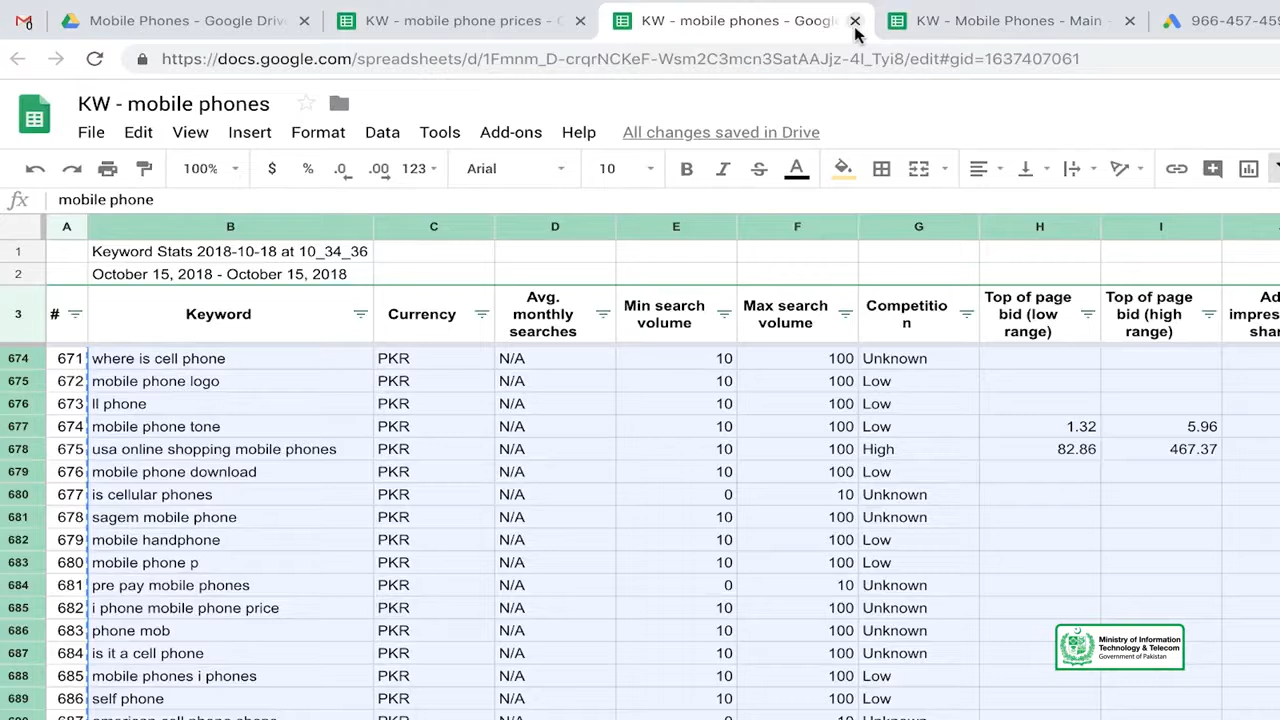 Mobile Phones - Google Drive
KW - mobile phone prices -
KW - mobile phones - Google
KW - Mobile Phones - Main -
966-457-45
https://docs.google.com/spreadsheets/d/1Fmnm_D-crqrNCKeF-Wsm2C3mcn3SatAAJjz-4l_Tyi8/edit#gid=1637407061
KW - mobile phones
File Edit View Insert Format Data Tools Add-ons Help All changes saved in Drive
100% $ % .0 .00 123 Arial 10 B I S A
fx mobile phone
A B C D E F G H I
1 Keyword Stats 2018-10-18 at 10_34_36
2 October 15, 2018 - October 15, 2018
3 # Keyword Currency Avg. monthly searches Min search volume Max search volume Competition Top of page bid (low range) Top of page bid (high range) Ad impres shar
674 671 where is cell phone PKR N/A 10 100 Unknown
675 672 mobile phone logo PKR N/A 10 100 Low
676 673 ll phone PKR N/A 10 100 Low
677 674 mobile phone tone PKR N/A 10 100 Low 1.32 5.96
678 675 usa online shopping mobile phones PKR N/A 10 100 High 82.86 467.37
679 676 mobile phone download PKR N/A 10 100 Low
680 677 is cellular phones PKR N/A 0 10 Unknown
681 678 sagem mobile phone PKR N/A 10 100 Unknown
682 679 mobile handphone PKR N/A 10 100 Low
683 680 mobile phone p PKR N/A 10 100 Low
684 681 pre pay mobile phones PKR N/A 0 10 Unknown
685 682 i phone mobile phone price PKR N/A 10 100 Unknown
686 683 phone mob PKR N/A 10 100 Unknown
687 684 is it a cell phone PKR N/A 10 100 Unknown
688 685 mobile phones i phones PKR N/A 10 100 Low
689 686 self phone PKR N/A 10 100 Low
Ministry of Information
Technology & Telecom
Government of Pakistan